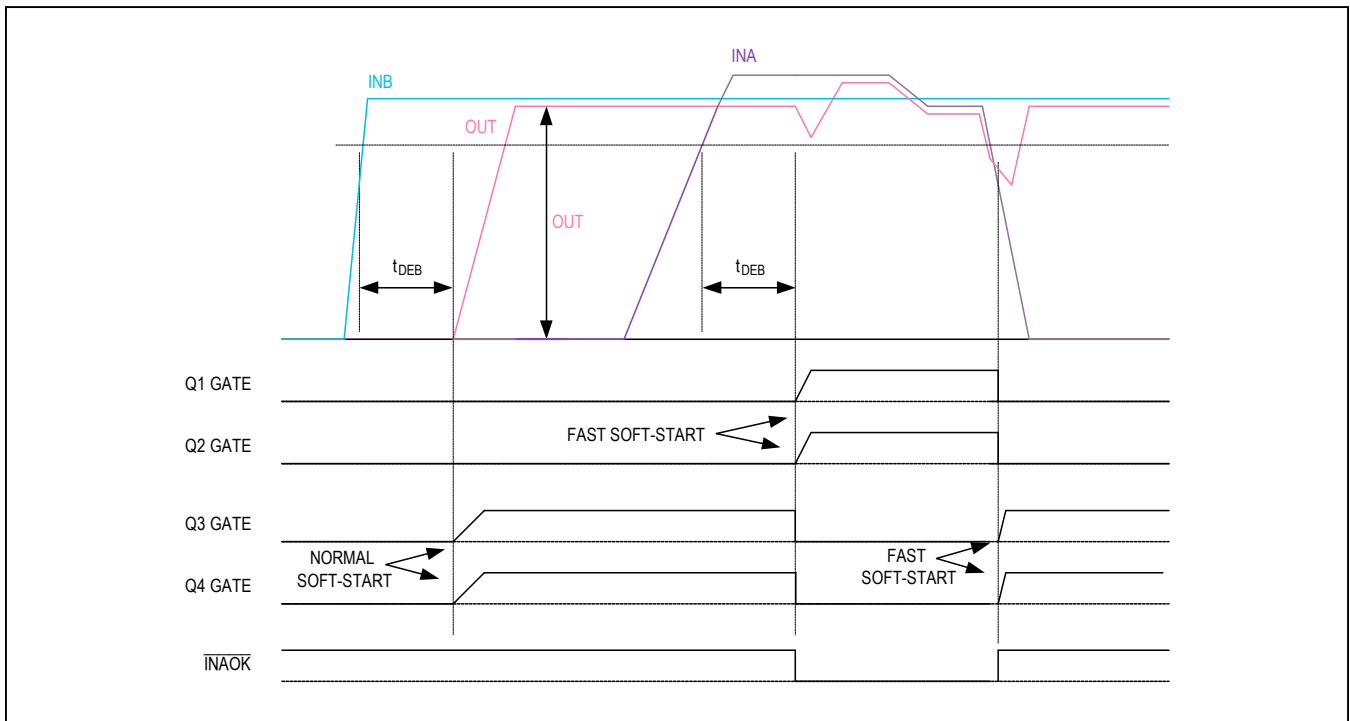 INA
INB
OUT
OUT
tDEB
tDEB
Q1 GATE
FAST SOFT-START
Q2 GATE
Q3 GATE
NORMAL
SOFT-START
FAST
SOFT-START
Q4 GATE
INAOK